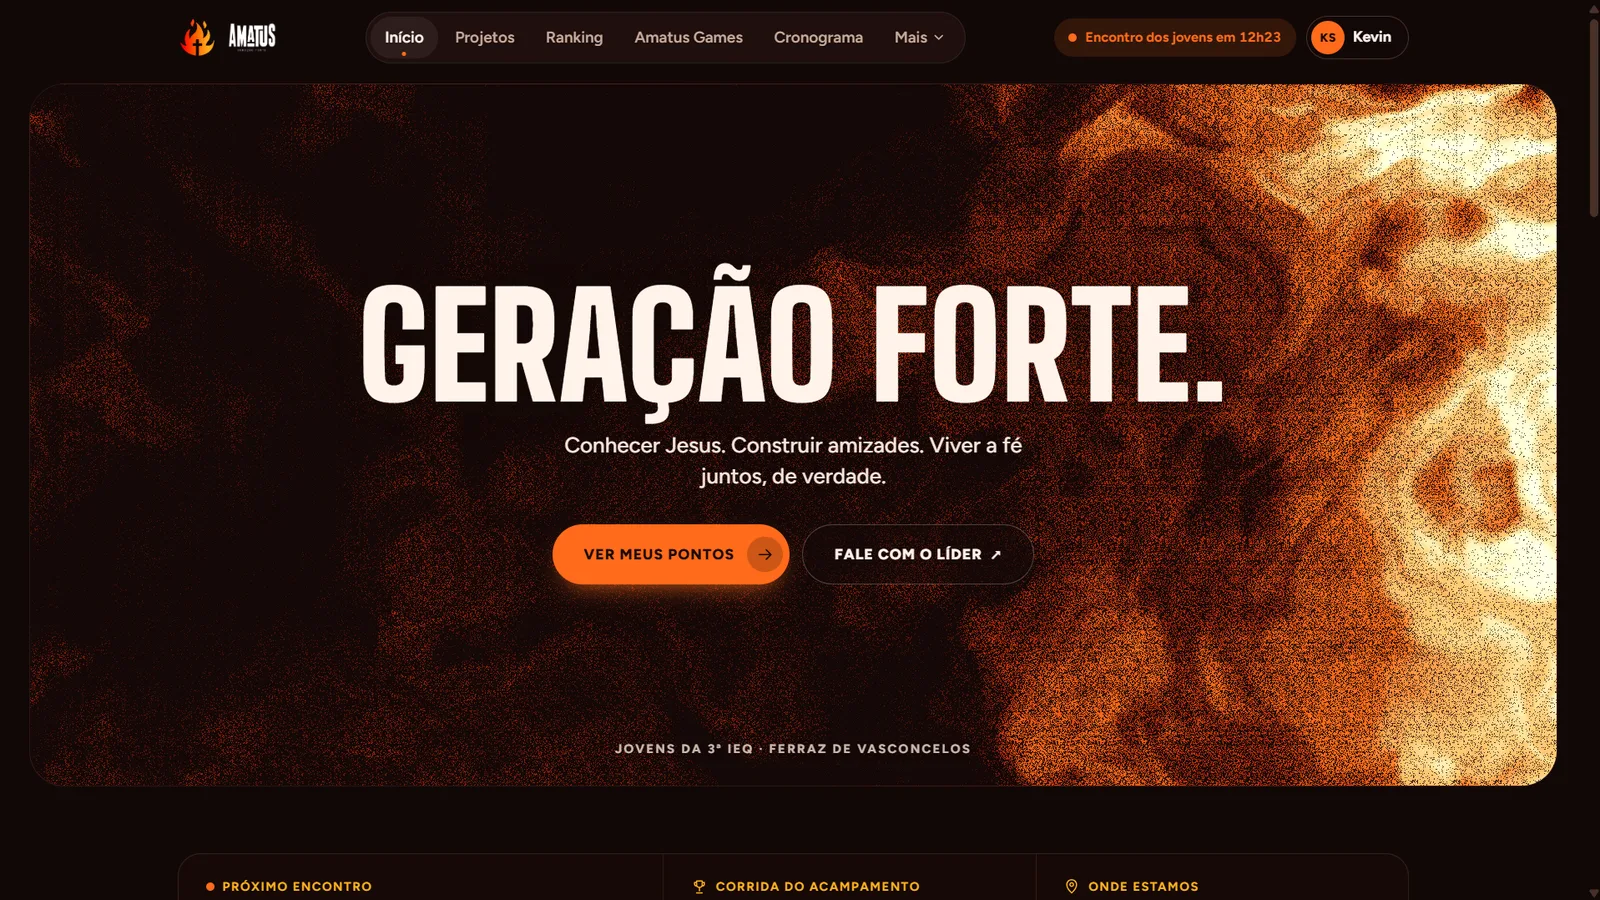 AMATUS
Início
Projetos
Ranking
Amatus Games
Cronograma
Mais
Encontro dos jovens em 12h23
KS
Kevin
GERAÇÃO FORTE.
Conhecer Jesus. Construir amizades. Viver a fé
juntos, de verdade.
VER MEUS PONTOS →
FALE COM O LÍDER ↗
JOVENS DA 3ª IEQ · FERRAZ DE VASCONCELOS
PRÓXIMO ENCONTRO
CORRIDA DO ACAMPAMENTO
ONDE ESTAMOS